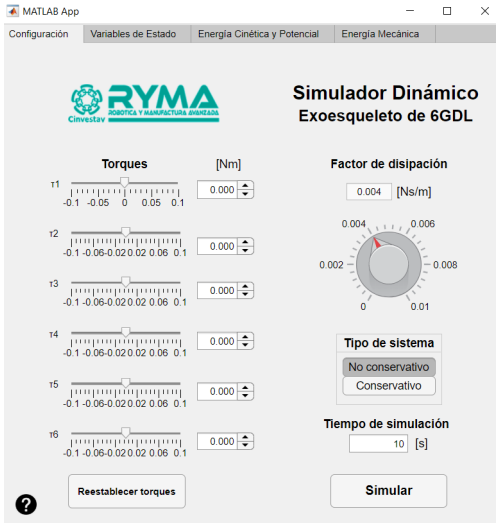 MATLAB App
Configuración Variables de Estado Energía Cinética y Potencial Energía Mecánica
Cinvestav
RYMA
ROBÓTICA Y MANUFACTURA AVANZADA
Simulador Dinámico
Exoesqueleto de 6GDL
Torques [Nm]
τ1 0.000
-0.1 -0.05 0 0.05 0.1
τ2 0.000
-0.1 -0.06-0.02 0.02 0.06 0.1
τ3 0.000
-0.1 -0.06-0.02 0.02 0.06 0.1
τ4 0.000
-0.1 -0.06-0.02 0.02 0.06 0.1
τ5 0.000
-0.1 -0.06-0.02 0.02 0.06 0.1
τ6 0.000
-0.1 -0.06-0.02 0.02 0.06 0.1
Reestablecer torques
?
Factor de disipación
0.004 [Ns/m]
0.004 0.006
0.002 0.008
0 0.01
Tipo de sistema
No conservativo
Conservativo
Tiempo de simulación
10 [s]
Simular